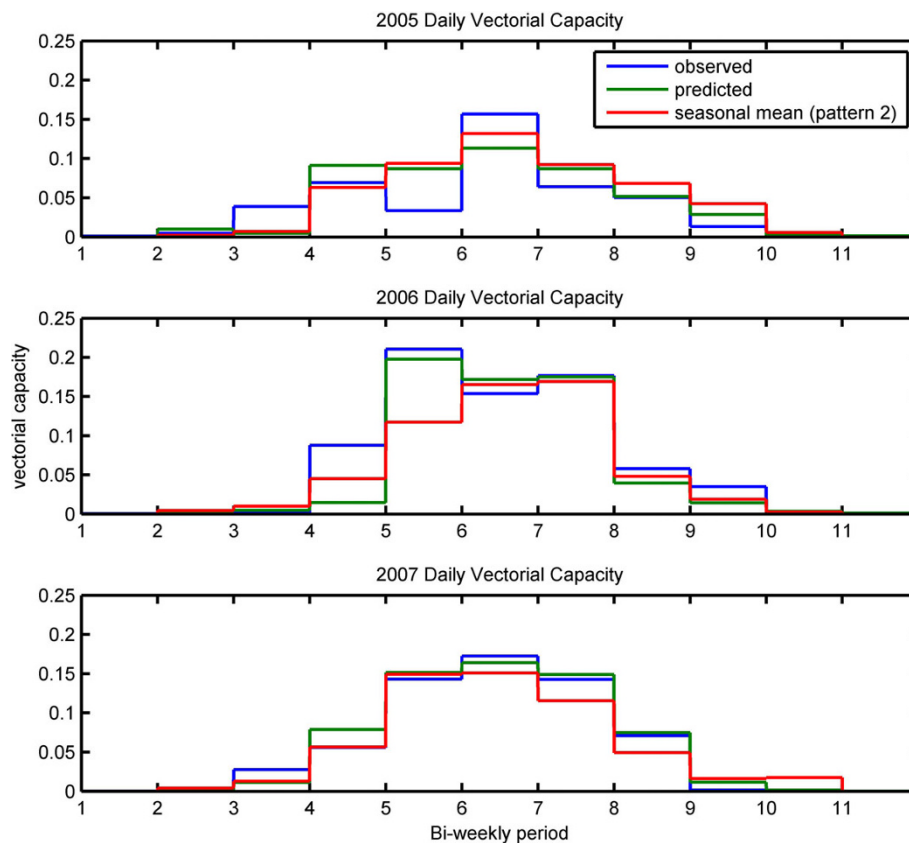 2005 Daily Vectorial Capacity
0.25
0.2
0.15
0.1
0.05
0
observed
predicted
seasonal mean (pattern 2)
1 2 3 4 5 6 7 8 9 10 11
2006 Daily Vectorial Capacity
0.25
0.2
0.15
0.1
0.05
0
vectorial capacity
1 2 3 4 5 6 7 8 9 10 11
2007 Daily Vectorial Capacity
0.25
0.2
0.15
0.1
0.05
0
1 2 3 4 5 6 7 8 9 10 11
Bi-weekly period